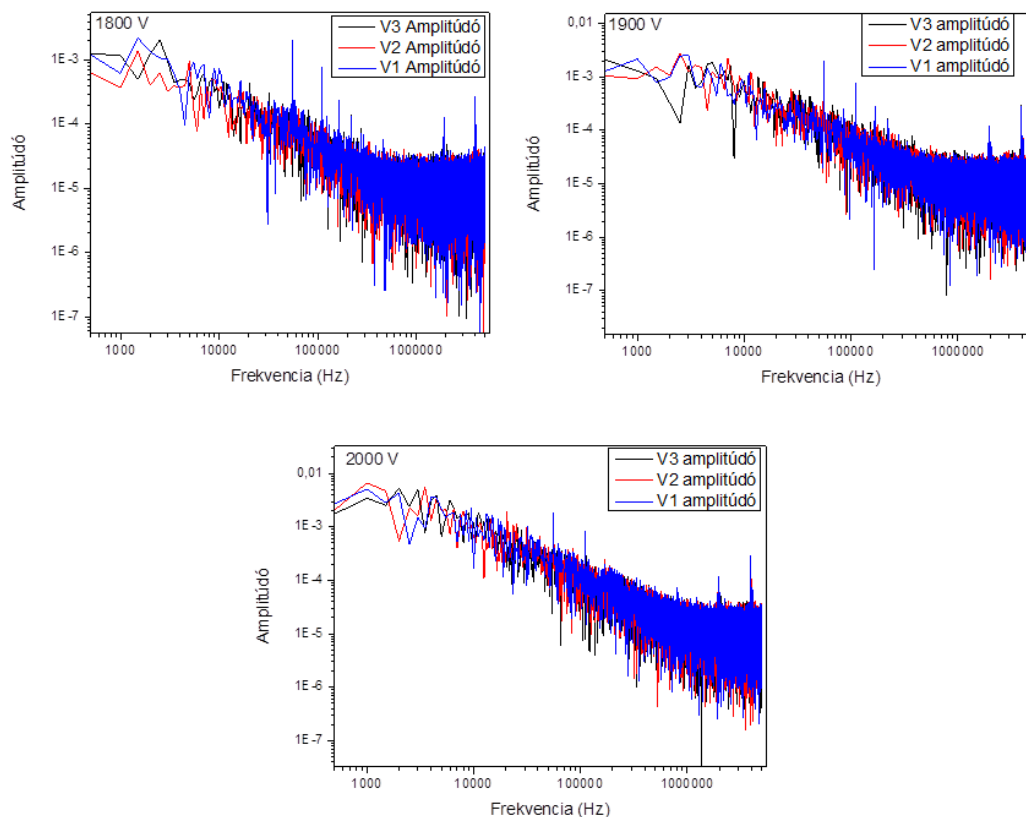 1800 V
V3 Amplitúdó
V2 Amplitúdó
V1 Amplitúdó
1E-3
1E-4
1E-5
1E-6
1E-7
Amplitúdó
1000 10000 100000 1000000
Frekvencia (Hz)
1900 V
V3 amplitúdó
V2 amplitúdó
V1 amplitúdó
0,01
1E-3
1E-4
1E-5
1E-6
1E-7
Amplitúdó
1000 10000 100000 1000000
Frekvencia (Hz)
2000 V
V3 amplitúdó
V2 amplitúdó
V1 amplitúdó
0,01
1E-3
1E-4
1E-5
1E-6
1E-7
Amplitúdó
1000 10000 100000 1000000
Frekvencia (Hz)